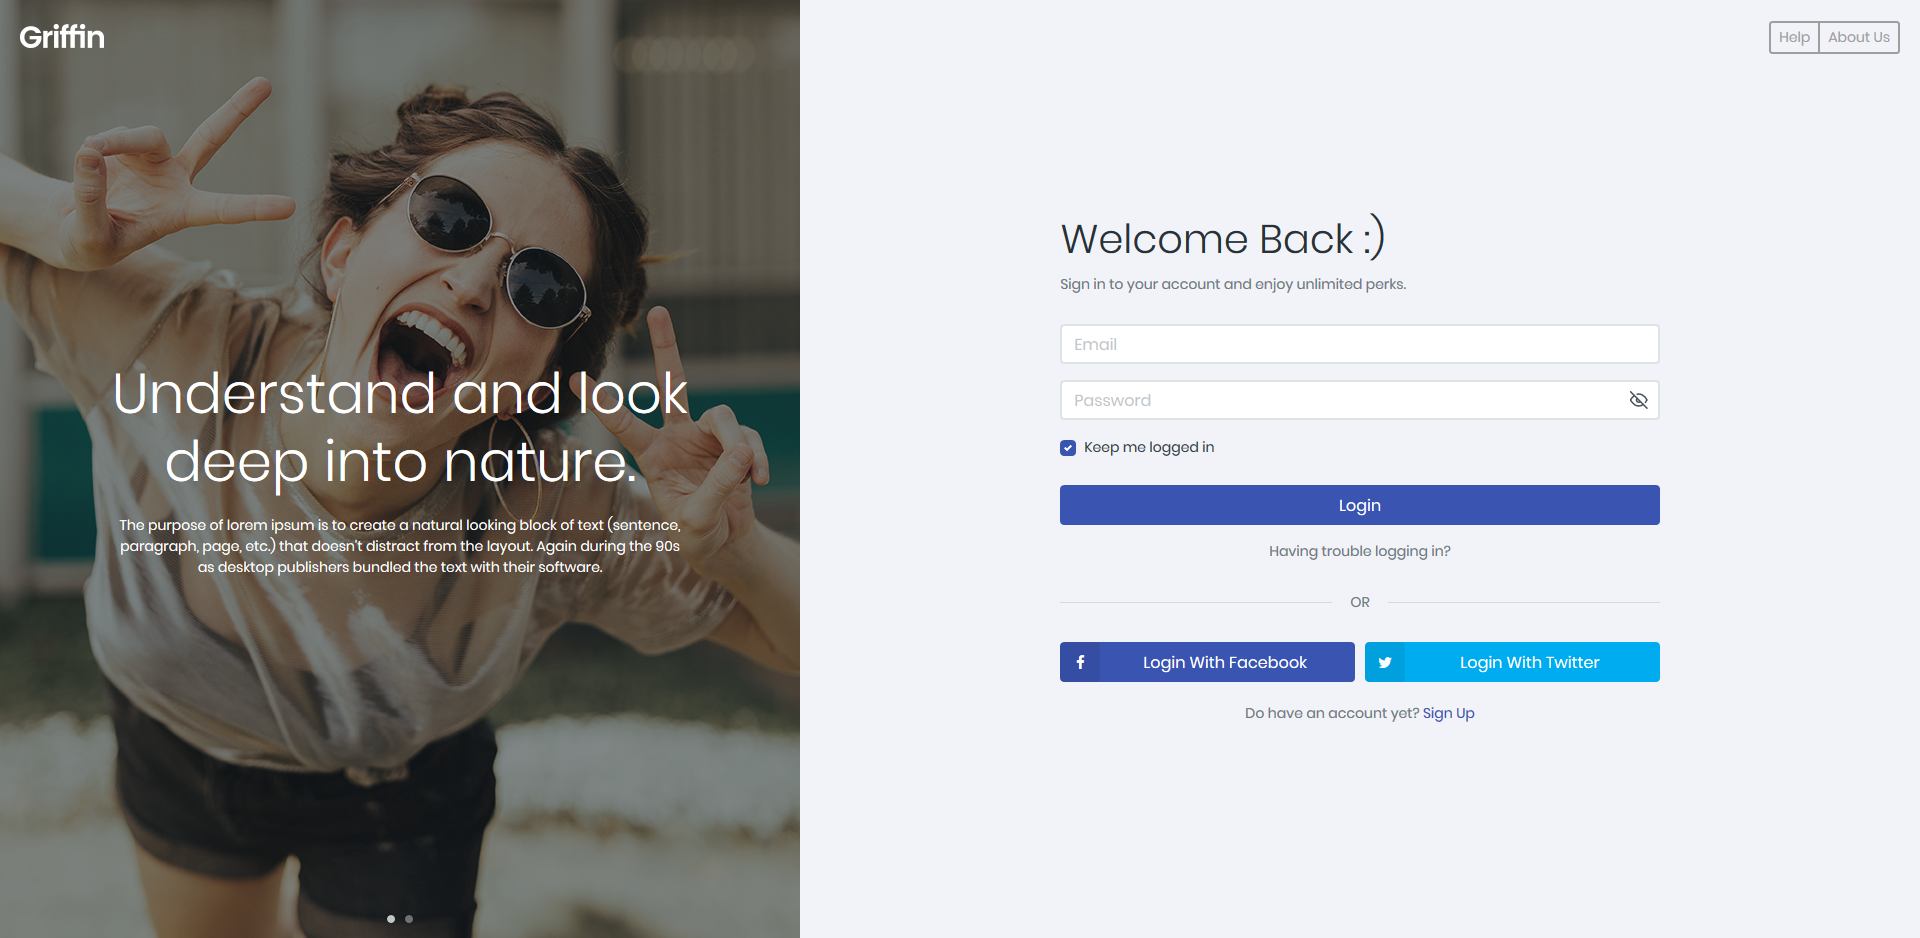 Griffin
Understand and look
deep into nature.
The purpose of lorem ipsum is to create a natural looking block of text (sentence,
paragraph, page, etc.) that doesn't distract from the layout. Again during the 90s
as desktop publishers bundled the text with their software.
Help
About Us
Welcome Back :)
Sign in to your account and enjoy unlimited perks.
Email
Password
Keep me logged in
Login
Having trouble logging in?
OR
Login With Facebook
Login With Twitter
Do have an account yet? Sign Up